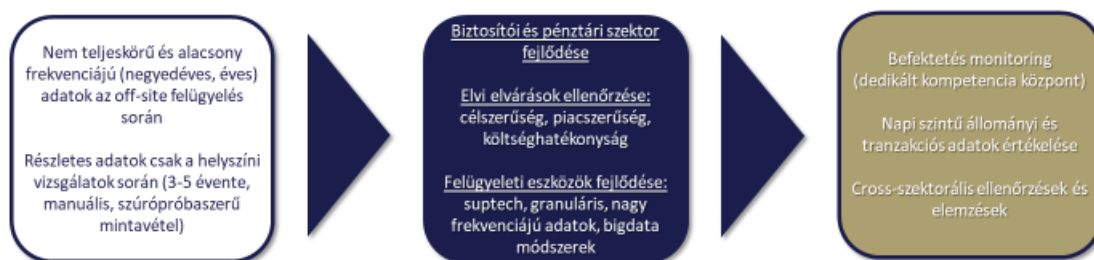 Nem teljeskörű és alacsony
frekvenciájú (negyedéves, éves)
adatok az off-site felügyelés
során
Részletes adatok csak a helyszíni
vizsgálatok során (3-5 évente,
manuális, szúrópróbaszerű
mintavétel)
Biztosítói és pénztári szektor
fejlődése
Elvi elvárások ellenőrzése:
célszerűség, piacszerűség,
költséghatékonyság
Felügyeleti eszközök fejlődése:
suptech, granuláris, nagy
frekvenciájú adatok, bigdata
módszerek
Befektetés monitoring
(dedikált kompetencia központ)
Napi szintű állományi és
tranzakciós adatok értékelése
Cross-szektorális ellenőrzések és
elemzések